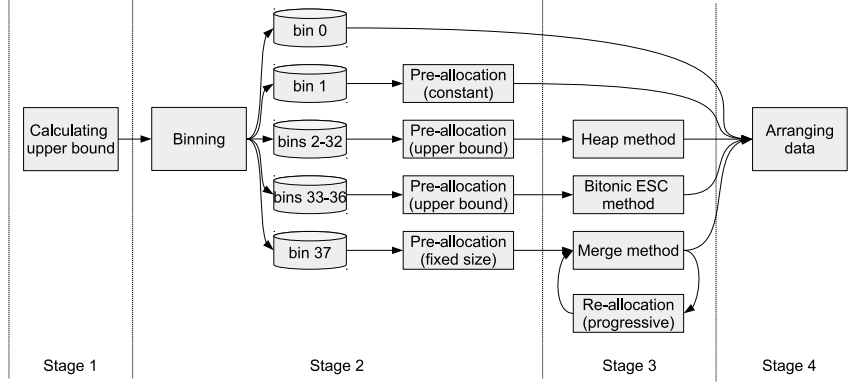 bin 0
bin 1
Pre-allocation
(constant)
Calculating
upper bound
Binning
bins 2-32
Pre-allocation
(upper bound)
Heap method
Arranging
data
bins 33-36
Pre-allocation
(upper bound)
Bitonic ESC
method
bin 37
Pre-allocation
(fixed size)
Merge method
Re-allocation
(progressive)
Stage 1
Stage 2
Stage 3
Stage 4